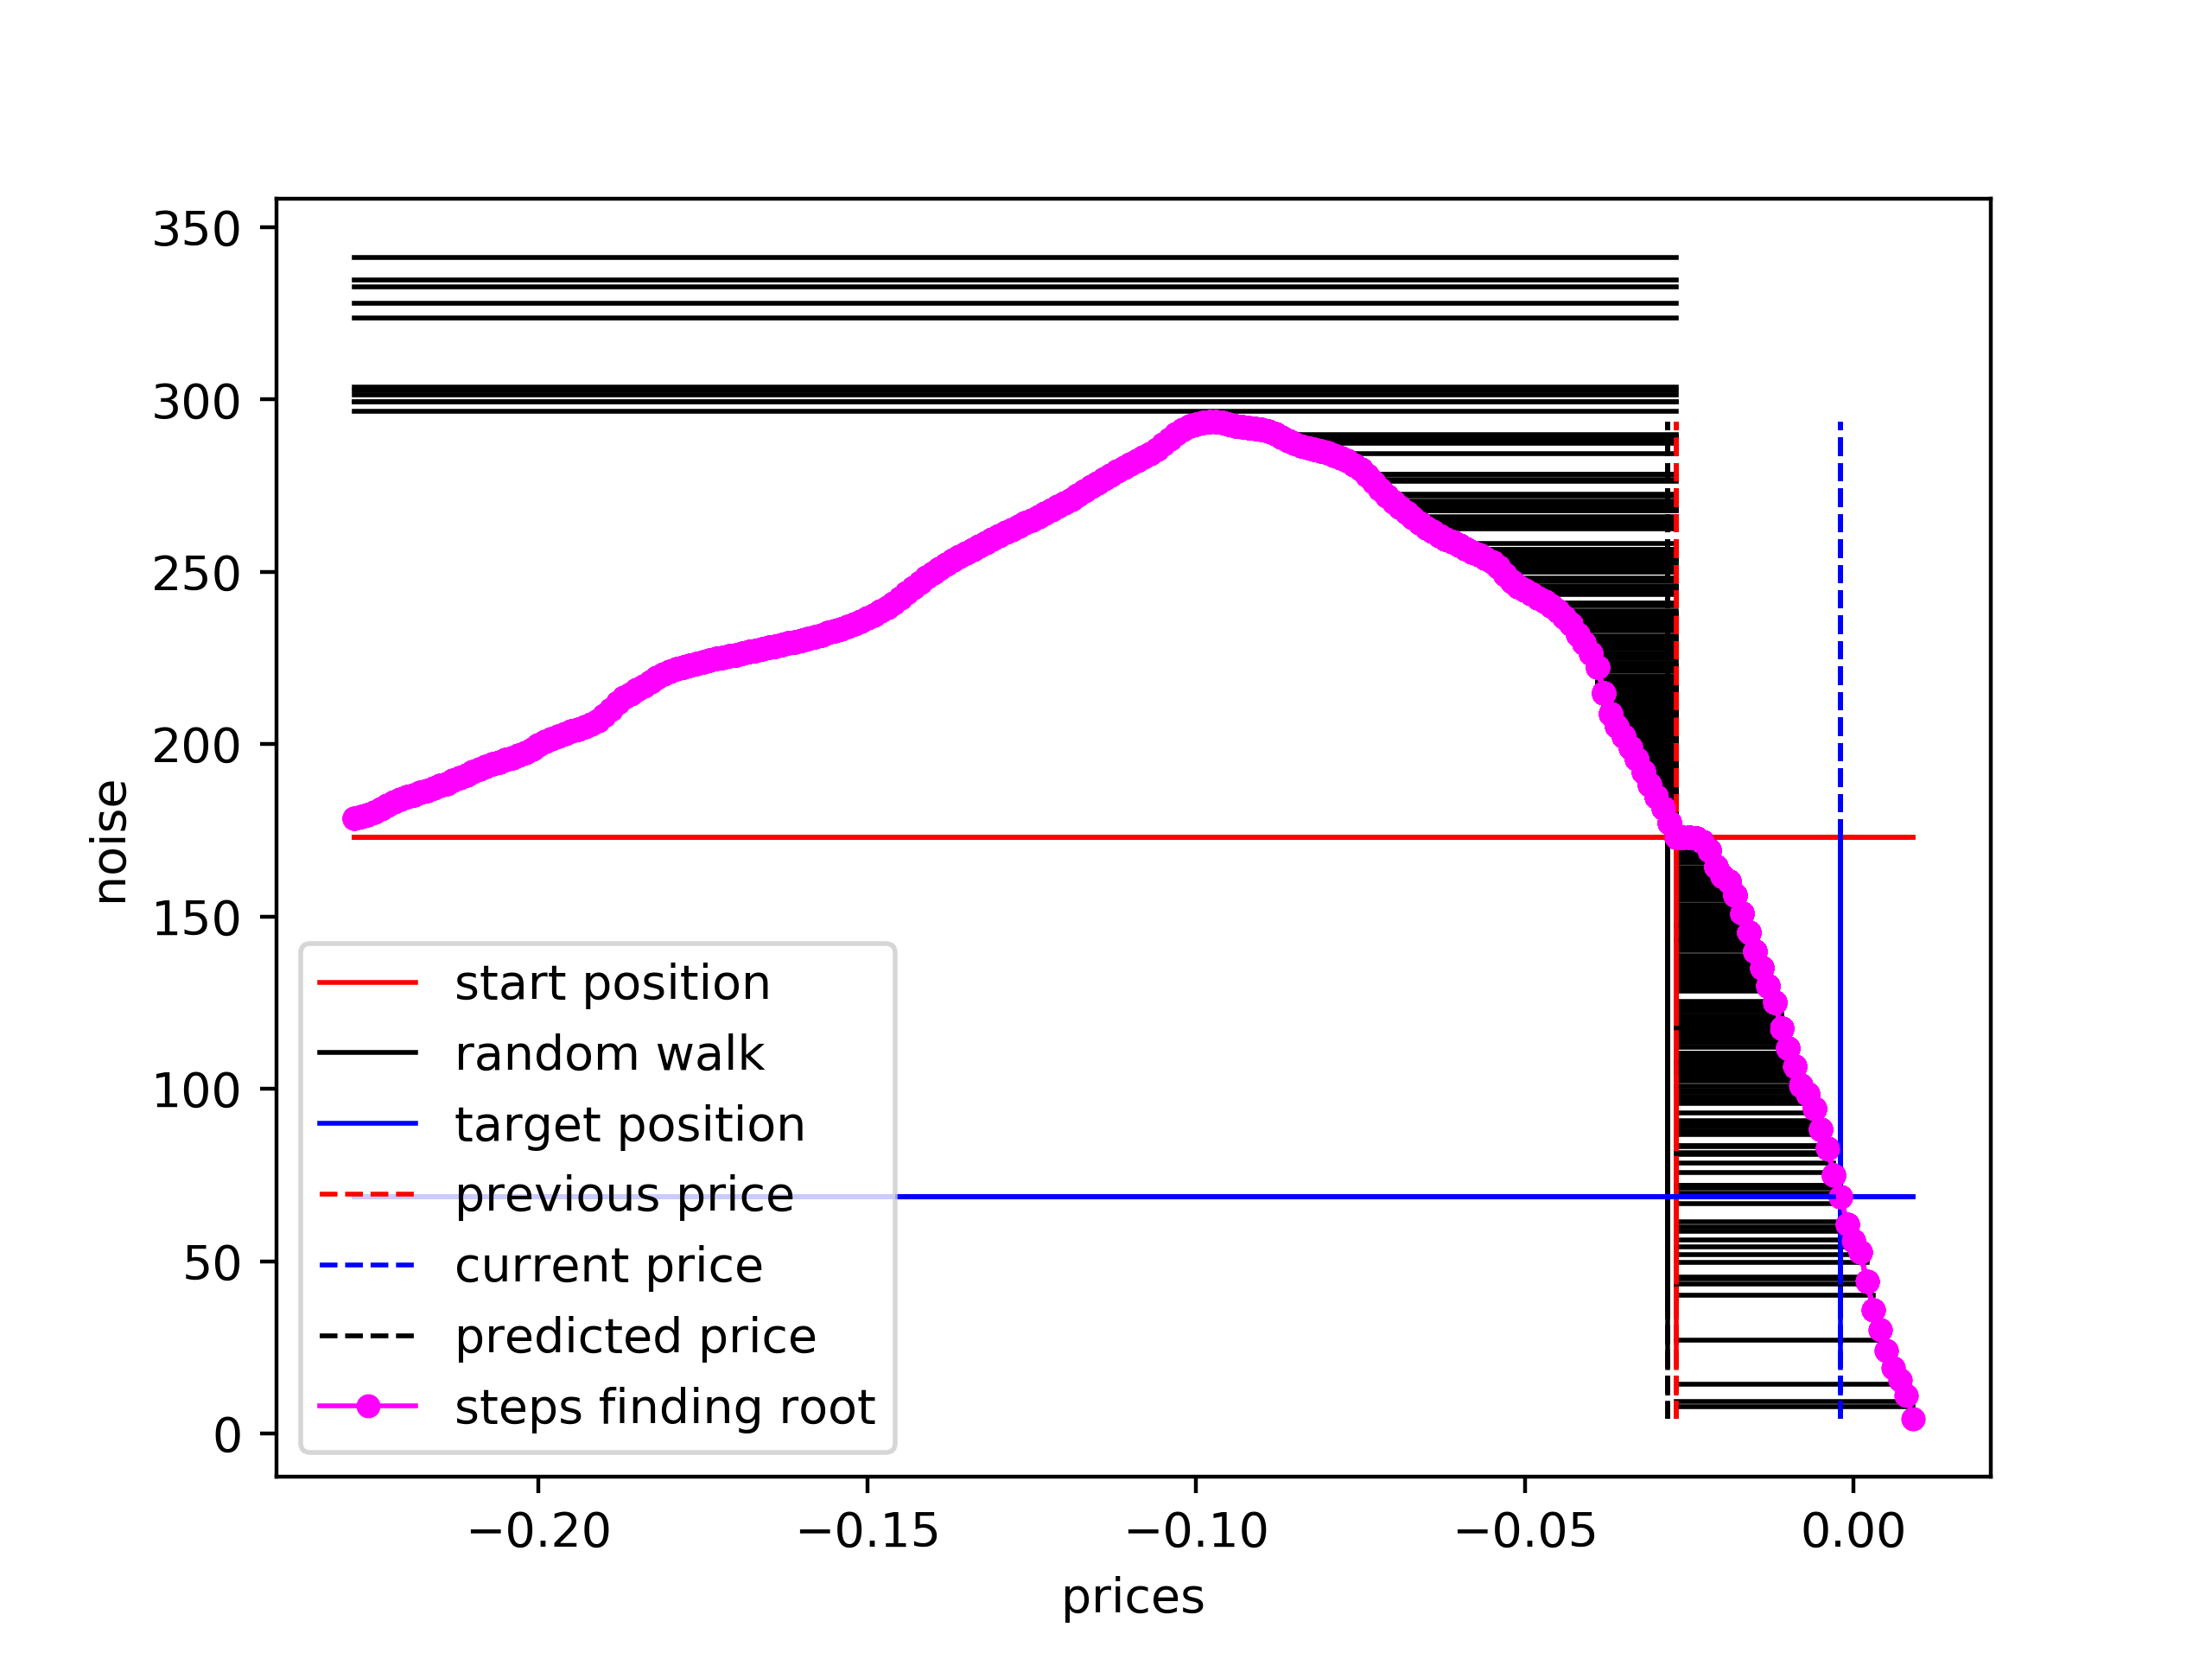 350
300
250
200
150
100
50
0
noise
start position
random walk
target position
previous price
current price
predicted price
steps finding root
−0.20 −0.15 −0.10 −0.05 0.00
prices